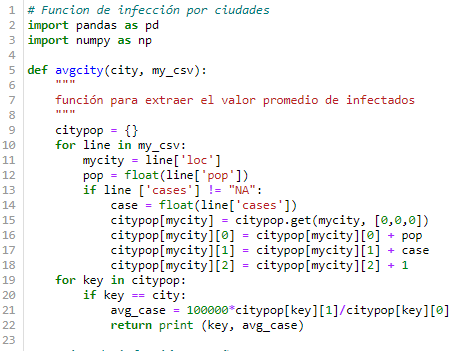 1 # Funcion de infección por ciudades
2 import pandas as pd
3 import numpy as np
4
5 def avgcity(city, my_csv):
6     """
7     función para extraer el valor promedio de infectados
8     """
9     citypop = {}
10     for line in my_csv:
11         mycity = line['loc']
12         pop = float(line['pop'])
13         if line ['cases'] != "NA":
14             case = float(line['cases'])
15             citypop[mycity] = citypop.get(mycity, [0,0,0])
16             citypop[mycity][0] = citypop[mycity][0] + pop
17             citypop[mycity][1] = citypop[mycity][1] + case
18             citypop[mycity][2] = citypop[mycity][2] + 1
19     for key in citypop:
20         if key == city:
21             avg_case = 100000*citypop[key][1]/citypop[key][0]
22             return print (key, avg_case)
23